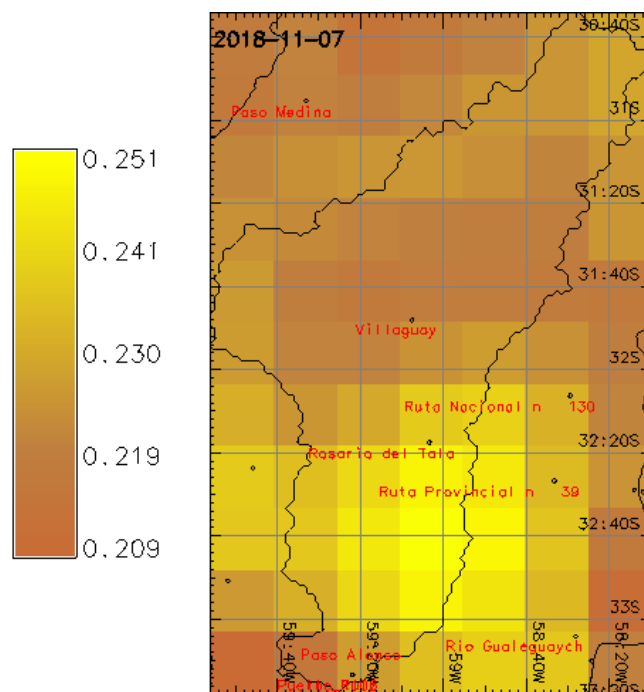 2018-11-07
30:40S
Paso Medina
31S
0.251
31:20S
0.241
31:40S
Villaguay
0.230
32S
Ruta Nacional n 130
0.219
32:20S
Rosario del Tala
Ruta Provincial n 39
0.209
32:40S
33S
59:40W
59W
58:40W
58:20W
Rio Gualeguaych
Paso Alonso